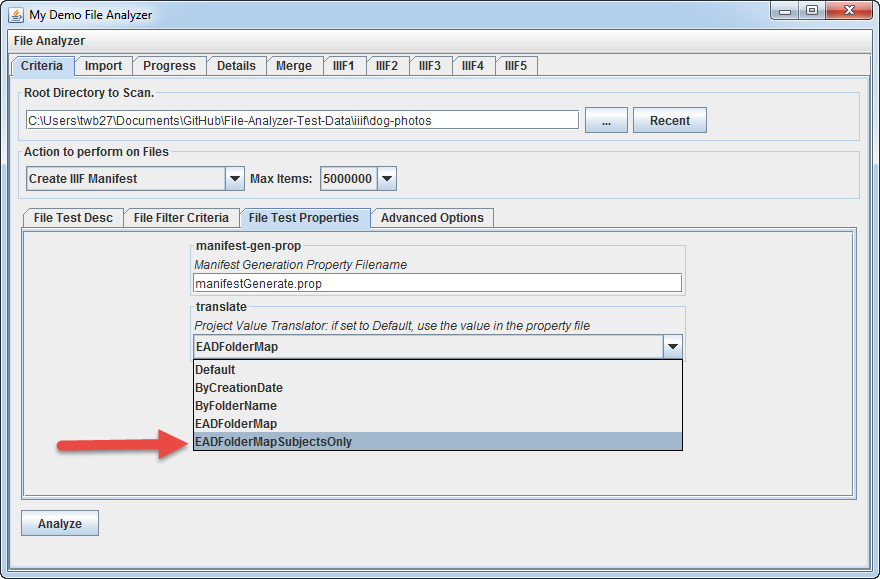 My Demo File Analyzer
File Analyzer
Criteria Import Progress Details Merge IIIF1 IIIF2 IIIF3 IIIF4 IIIF5
Root Directory to Scan.
C:\Users\twb27\Documents\GitHub\File-Analyzer-Test-Data\iiif\dog-photos ... Recent
Action to perform on Files
Create IIIF Manifest Max Items: 5000000
File Test Desc File Filter Criteria File Test Properties Advanced Options
manifest-gen-prop
Manifest Generation Property Filename
manifestGenerate.prop
translate
Project Value Translator: if set to Default, use the value in the property file
EADFolderMap
Default
ByCreationDate
ByFolderName
EADFolderMap
EADFolderMapSubjectsOnly
Analyze